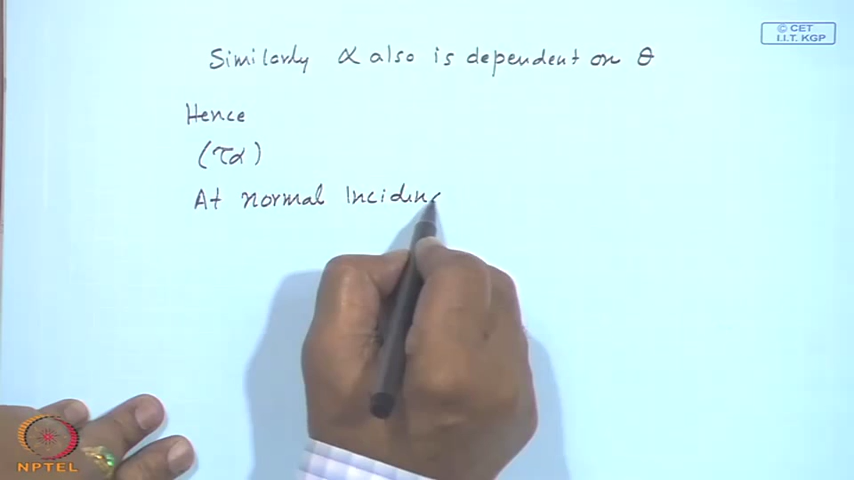 © CET
I.I.T. KGP
Similarly α also is dependent on θ
Hence
(τα)
At normal Incidenc
NPTEL